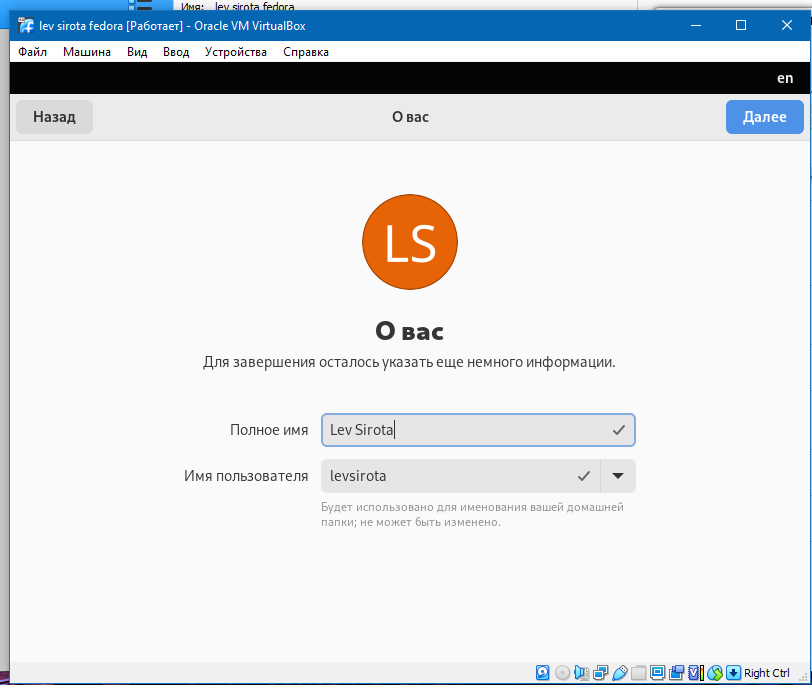 Имя: lev sirota fedora
lev sirota fedora [Работает] - Oracle VM VirtualBox
Файл Машина Вид Ввод Устройства Справка
en
Назад О вас Далее
LS
О вас
Для завершения осталось указать еще немного информации.
Полное имя Lev Sirota
Имя пользователя levsirota
Будет использовано для именования вашей домашней
папки; не может быть изменено.
Right Ctrl